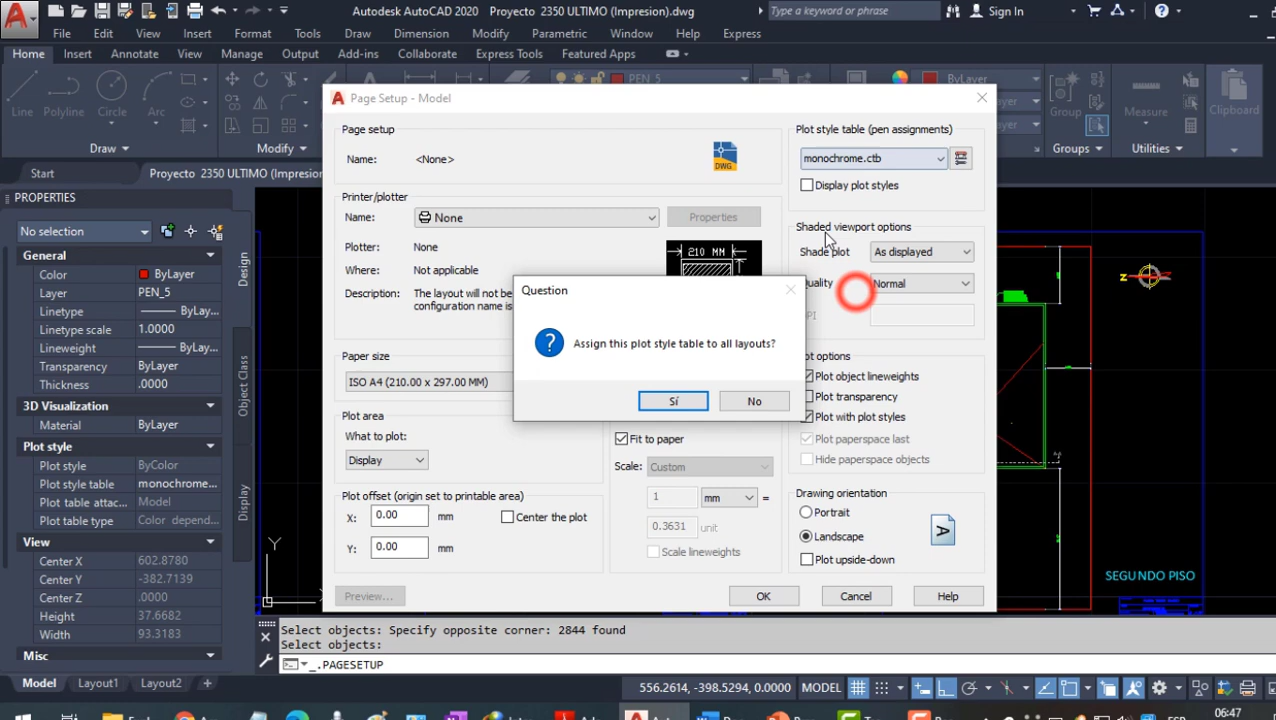 Autodesk AutoCAD 2020 Proyecto 2350 ULTIMO (Impresion).dwg
Type a keyword or phrase
Sign In
File Edit View Insert Format Tools Draw Dimension Modify Parametric Window Help Express
Home Insert Annotate View Manage Output Add-ins Collaborate Express Tools Featured Apps
PEN_5
ByLayer
Line Polyline Circle Arc
Group Measure Clipboard
Draw Modify Groups Utilities
Start Proyecto 2350 ULTIMO (Impresion
PROPERTIES
No selection
General
Color ByLayer
Layer PEN_5
Linetype ByLay...
Linetype scale 1.0000
Lineweight ByLay...
Transparency ByLayer
Thickness .0000
3D Visualization
Material ByLayer
Plot style
Plot style ByColor
Plot style table monochrome...
Plot table attac... Model
Plot table type Color depend...
View
Center X 602.8780
Center Y -382.7139
Center Z .0000
Height 37.6682
Width 93.3183
Misc
Design
Object Class
Display
Page Setup - Model
Page setup
Name: <None>
DWG
Printer/plotter
Name: None
Properties
Plotter: None
Where: Not applicable
Description: The layout will not be
configuration name is
210 MM
Paper size
ISO A4 (210.00 x 297.00 MM)
Plot area
What to plot:
Display
Plot offset (origin set to printable area)
X: 0.00 mm
Center the plot
Y: 0.00 mm
Fit to paper
Scale: Custom
1 mm =
0.3631 unit
Scale lineweights
Plot style table (pen assignments)
monochrome.ctb
Display plot styles
Shaded viewport options
Shade plot As displayed
Quality Normal
Plot object lineweights
Plot transparency
Plot with plot styles
Plot paperspace last
Hide paperspace objects
Drawing orientation
Portrait
Landscape
A
Plot upside-down
Preview...
OK
Cancel
Help
Question
Assign this plot style table to all layouts?
Sí
No
Z
Y
SEGUNDO PISO
Select objects: Specify opposite corner: 2844 found
Select objects:
_.PAGESETUP
Model Layout1 Layout2 +
556.2614, -398.5294, 0.0000 MODEL
06:47